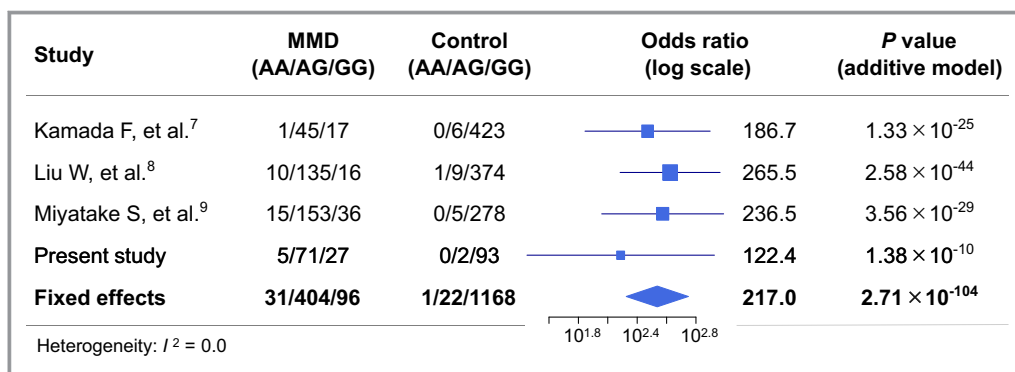 Study MMD (AA/AG/GG) Control (AA/AG/GG) Odds ratio (log scale) P value (additive model)
Kamada F, et al.⁷ 1/45/17 0/6/423 186.7 1.33 × 10⁻²⁵
Liu W, et al.⁸ 10/135/16 1/9/374 265.5 2.58 × 10⁻⁴⁴
Miyatake S, et al.⁹ 15/153/36 0/5/278 236.5 3.56 × 10⁻²⁹
Present study 5/71/27 0/2/93 122.4 1.38 × 10⁻¹⁰
Fixed effects 31/404/96 1/22/1168 217.0 2.71 × 10⁻¹⁰⁴
10^1.8 10^2.4 10^2.8
Heterogeneity: I² = 0.0